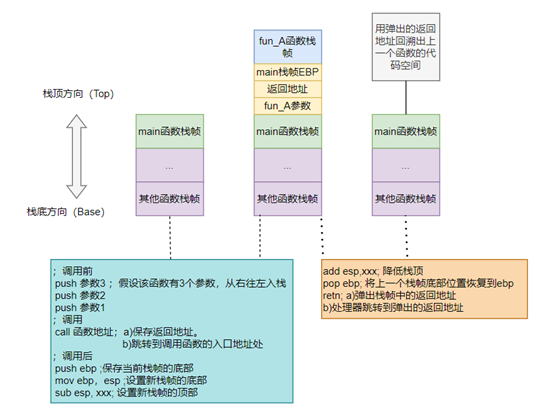 fun_A函数栈
帧
main栈帧EBP
返回地址
fun_A参数
main函数栈帧
...
其他函数栈帧
用弹出的返回
地址回溯出上
一个函数的代
码空间
栈顶方向（Top）
栈底方向（Base）
main函数栈帧
...
其他函数栈帧
main函数栈帧
...
其他函数栈帧
；调用前
push 参数3 ；假设该函数有3个参数，从右往左入栈
push 参数2
push 参数1
；调用
call 函数地址；a)保存返回地址。
b)跳转到调用函数的入口地址处
；调用后
push ebp ;保存当前栈帧的底部
mov ebp，esp ;设置新栈帧的底部
sub esp, xxx; 设置新栈帧的顶部
add esp,xxx; 降低栈顶
pop ebp; 将上一个栈帧底部位置恢复到ebp
retn; a)弹出栈帧中的返回地址
b)处理器跳转到弹出的返回地址